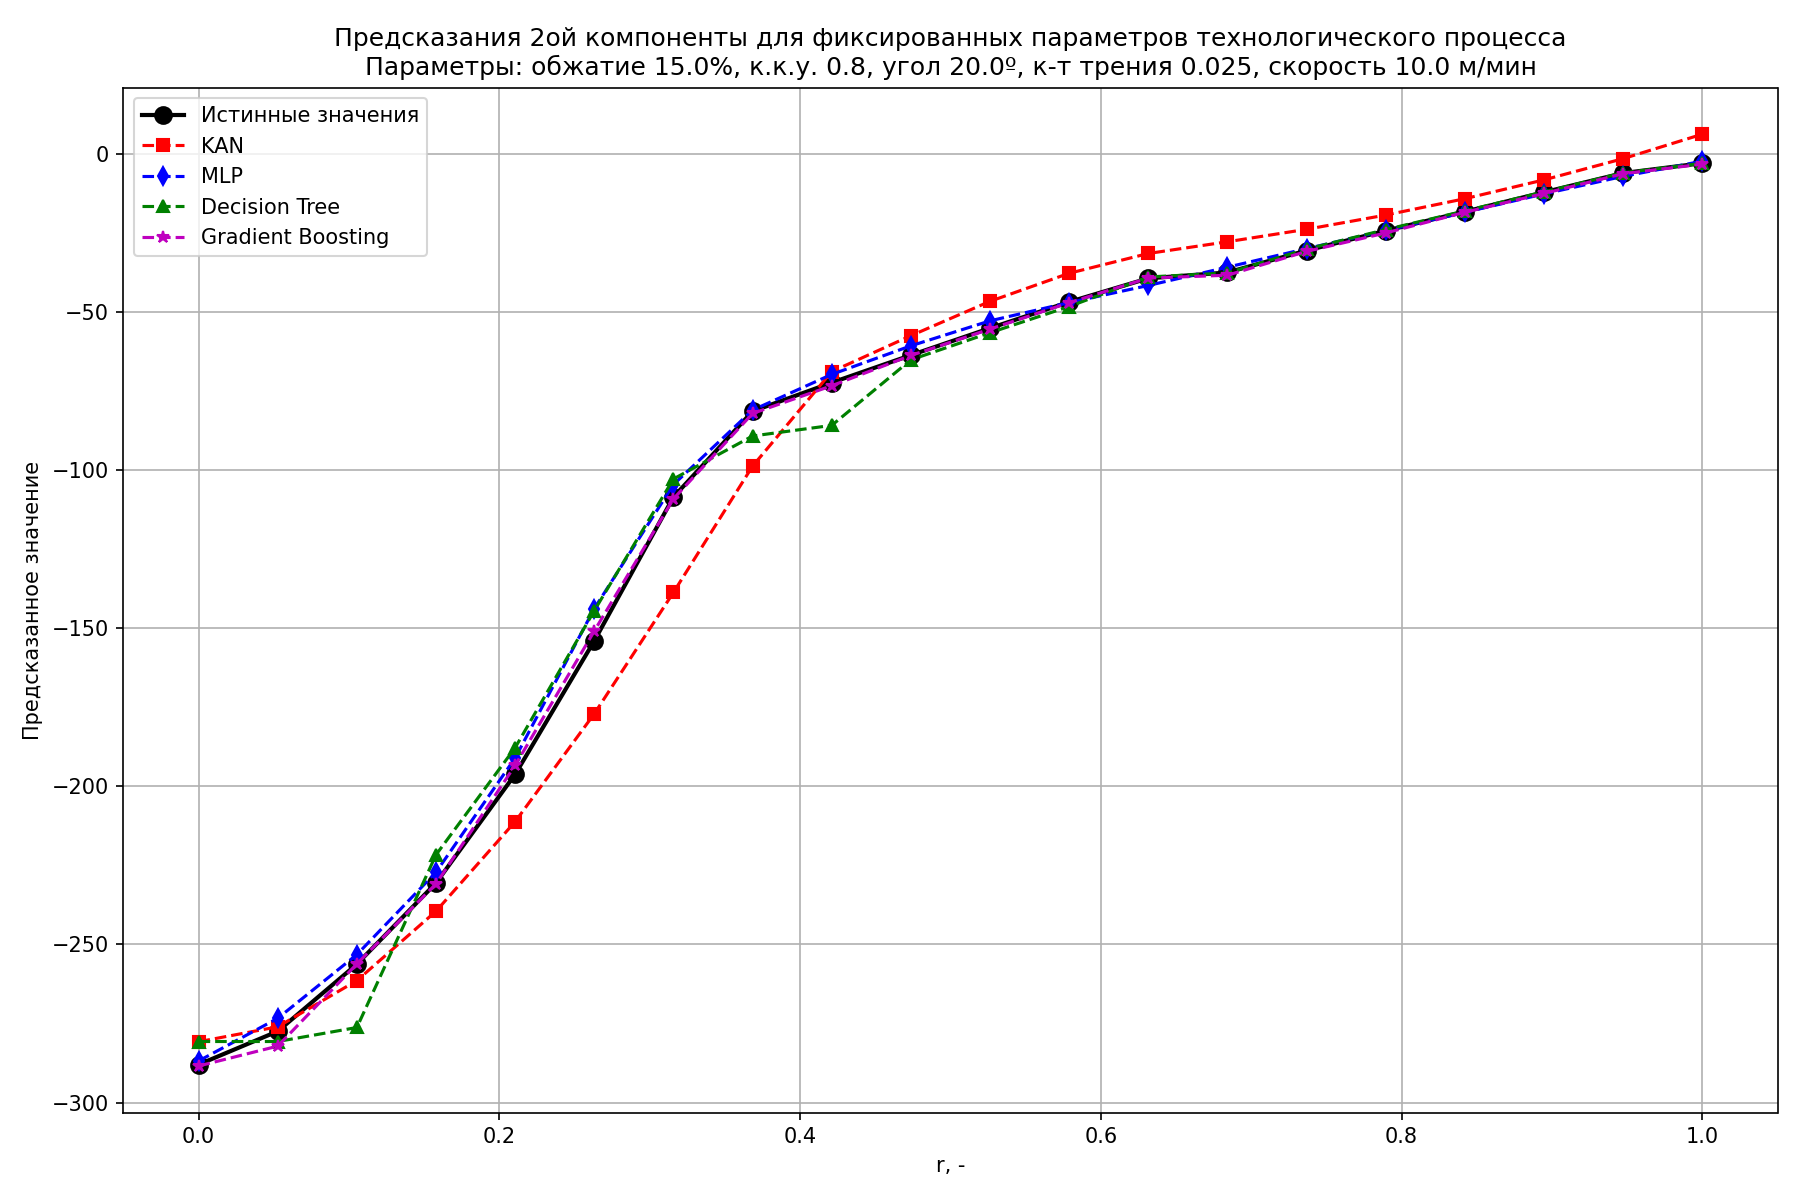 Предсказания 2ой компоненты для фиксированных параметров технологического процесса
Параметры: обжатие 15.0%, к.к.у. 0.8, угол 20.0º, к-т трения 0.025, скорость 10.0 м/мин
Истинные значения
KAN
MLP
Decision Tree
Gradient Boosting
Предсказанное значение
0
−50
−100
−150
−200
−250
−300
0.0
0.2
0.4
0.6
0.8
1.0
r, -